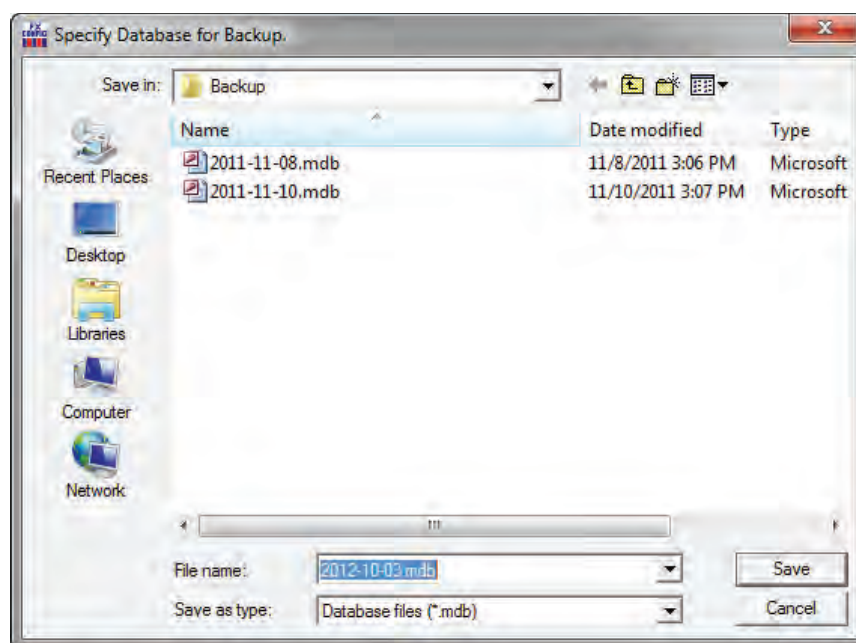 FX
CONFIG
Specify Database for Backup.
Save in: Backup
Name Date modified Type
2011-11-08.mdb 11/8/2011 3:06 PM Microsoft
2011-11-10.mdb 11/10/2011 3:07 PM Microsoft
Recent Places
Desktop
Libraries
Computer
Network
File name: 2012-10-03.mdb Save
Save as type: Database files (*.mdb) Cancel